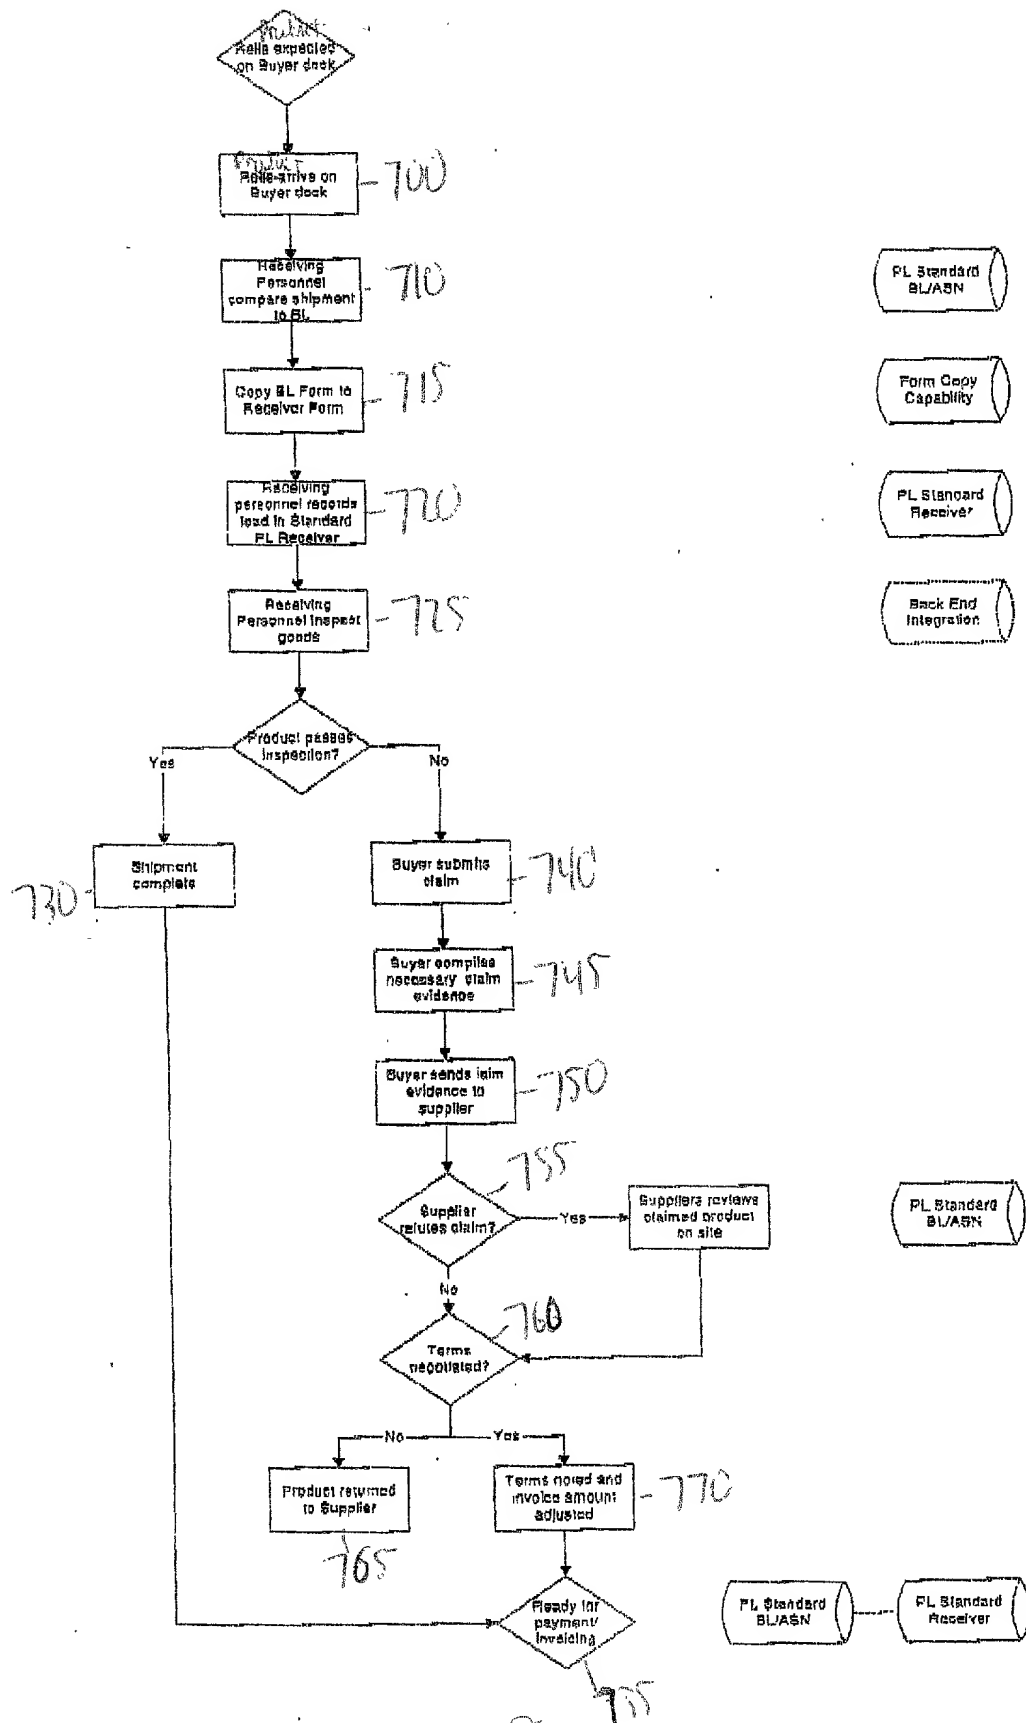 Product
Rolls expected
on Buyer dock
Product
Rolls arrive on
Buyer dock
700
Receiving
Personnel
compare shipment
to BL
710
PL Standard
BL/ASN
Copy BL Form to
Receiver Form
715
Form Copy
Capability
Receiving
personnel records
load in Standard
PL Receiver
720
PL Standard
Receiver
Receiving
Personnel inspect
goods
725
Back End
Integration
Product passes
inspection?
Yes
No
Shipment
complete
730
Buyer submits
claim
740
Buyer compiles
necessary claim
evidence
745
Buyer sends laim
evidence to
supplier
750
755
Supplier
refutes claim?
Yes
Suppliers reviews
claimed product
on site
PL Standard
BL/ASN
No
760
Terms
negotiated?
No
Yes
Product returned
to Supplier
765
Terms noted and
invoice amount
adjusted
770
Ready for
payment/
invoicing
PL Standard
BL/ASN
PL Standard
Receiver